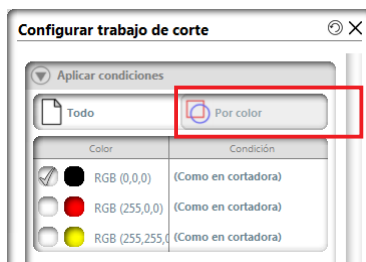 Configurar trabajo de corte
Aplicar condiciones
Todo
Por color
Color Condición
RGB (0,0,0) (Como en cortadora)
RGB (255,0,0) (Como en cortadora)
RGB (255,255,0 (Como en cortadora)